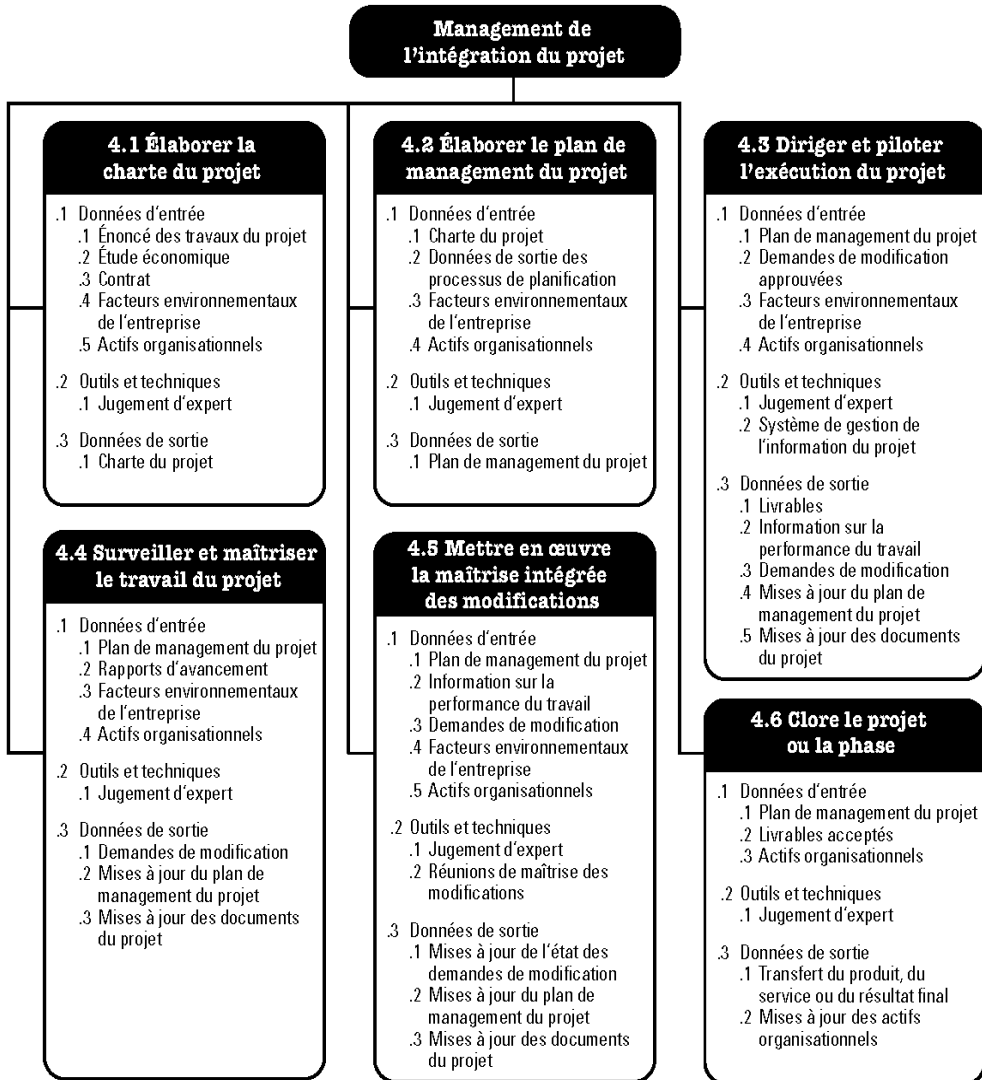 Management de
l'intégration du projet
4.1 Élaborer la
charte du projet
.1 Données d'entrée
.1 Énoncé des travaux du projet
.2 Étude économique
.3 Contrat
.4 Facteurs environnementaux
de l'entreprise
.5 Actifs organisationnels
.2 Outils et techniques
.1 Jugement d'expert
.3 Données de sortie
.1 Charte du projet
4.2 Élaborer le plan de
management du projet
.1 Données d'entrée
.1 Charte du projet
.2 Données de sortie des
processus de planification
.3 Facteurs environnementaux
de l'entreprise
.4 Actifs organisationnels
.2 Outils et techniques
.1 Jugement d'expert
.3 Données de sortie
.1 Plan de management du projet
4.3 Diriger et piloter
l'exécution du projet
.1 Données d'entrée
.1 Plan de management du projet
.2 Demandes de modification
approuvées
.3 Facteurs environnementaux
de l'entreprise
.4 Actifs organisationnels
.2 Outils et techniques
.1 Jugement d'expert
.2 Système de gestion de
l'information du projet
.3 Données de sortie
.1 Livrables
.2 Information sur la
performance du travail
.3 Demandes de modification
.4 Mises à jour du plan de
management du projet
.5 Mises à jour des documents
du projet
4.4 Surveiller et maîtriser
le travail du projet
.1 Données d'entrée
.1 Plan de management du projet
.2 Rapports d'avancement
.3 Facteurs environnementaux
de l'entreprise
.4 Actifs organisationnels
.2 Outils et techniques
.1 Jugement d'expert
.3 Données de sortie
.1 Demandes de modification
.2 Mises à jour du plan de
management du projet
.3 Mises à jour des documents
du projet
4.5 Mettre en œuvre
la maîtrise intégrée
des modifications
.1 Données d'entrée
.1 Plan de management du projet
.2 Information sur la
performance du travail
.3 Demandes de modification
.4 Facteurs environnementaux
de l'entreprise
.5 Actifs organisationnels
.2 Outils et techniques
.1 Jugement d'expert
.2 Réunions de maîtrise des
modifications
.3 Données de sortie
.1 Mises à jour de l'état des
demandes de modification
.2 Mises à jour du plan de
management du projet
.3 Mises à jour des documents
du projet
4.6 Clore le projet
ou la phase
.1 Données d'entrée
.1 Plan de management du projet
.2 Livrables acceptés
.3 Actifs organisationnels
.2 Outils et techniques
.1 Jugement d'expert
.3 Données de sortie
.1 Transfert du produit, du
service ou du résultat final
.2 Mises à jour des actifs
organisationnels